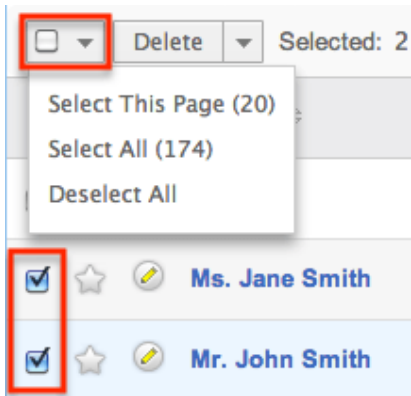 Delete Selected: 2
Select This Page (20)
Select All (174)
Deselect All
Ms. Jane Smith
Mr. John Smith